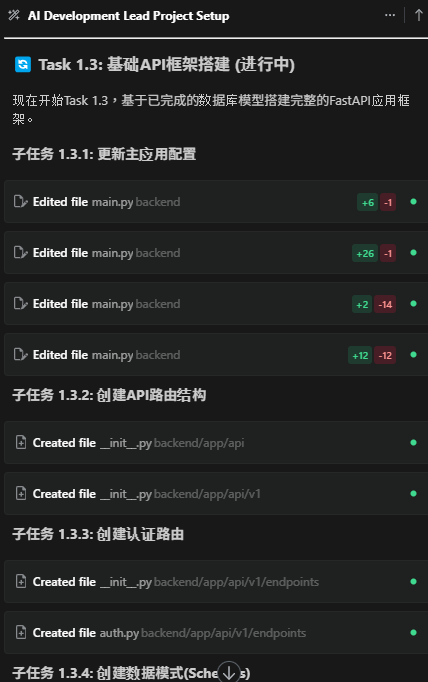 AI Development Lead Project Setup
Task 1.3: 基础API框架搭建 (进行中)
现在开始Task 1.3，基于已完成的数据库模型搭建完整的FastAPI应用框
架。
子任务 1.3.1: 更新主应用配置
Edited file main.py backend +6 -1
Edited file main.py backend +26 -1
Edited file main.py backend +2 -14
Edited file main.py backend +12 -12
子任务 1.3.2: 创建API路由结构
Created file __init__.py backend/app/api
Created file __init__.py backend/app/api/v1
子任务 1.3.3: 创建认证路由
Created file __init__.py backend/app/api/v1/endpoints
Created file auth.py backend/app/api/v1/endpoints
子任务 1.3.4: 创建数据模式